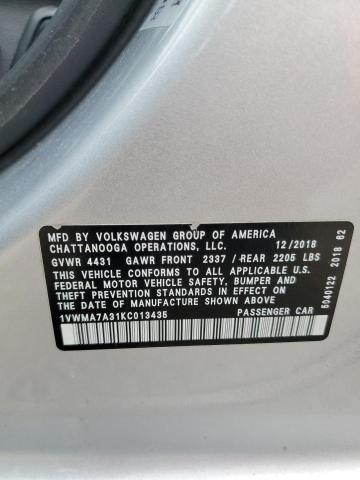 MFD BY VOLKSWAGEN GROUP OF AMERICA
CHATTANOOGA OPERATIONS, LLC. 12/2018
GVWR 4431 GAWR FRONT 2337/REAR 2205 LBS
THIS VEHICLE CONFORMS TO ALL APPLICABLE U.S.
FEDERAL MOTOR VEHICLE SAFETY, BUMPER AND
THEFT PREVENTION STANDARDS IN EFFECT ON
THE DATE OF MANUFACTURE SHOWN ABOVE
1VWMA7A31KC013435 PASSENGER CAR
5040122 2018 62